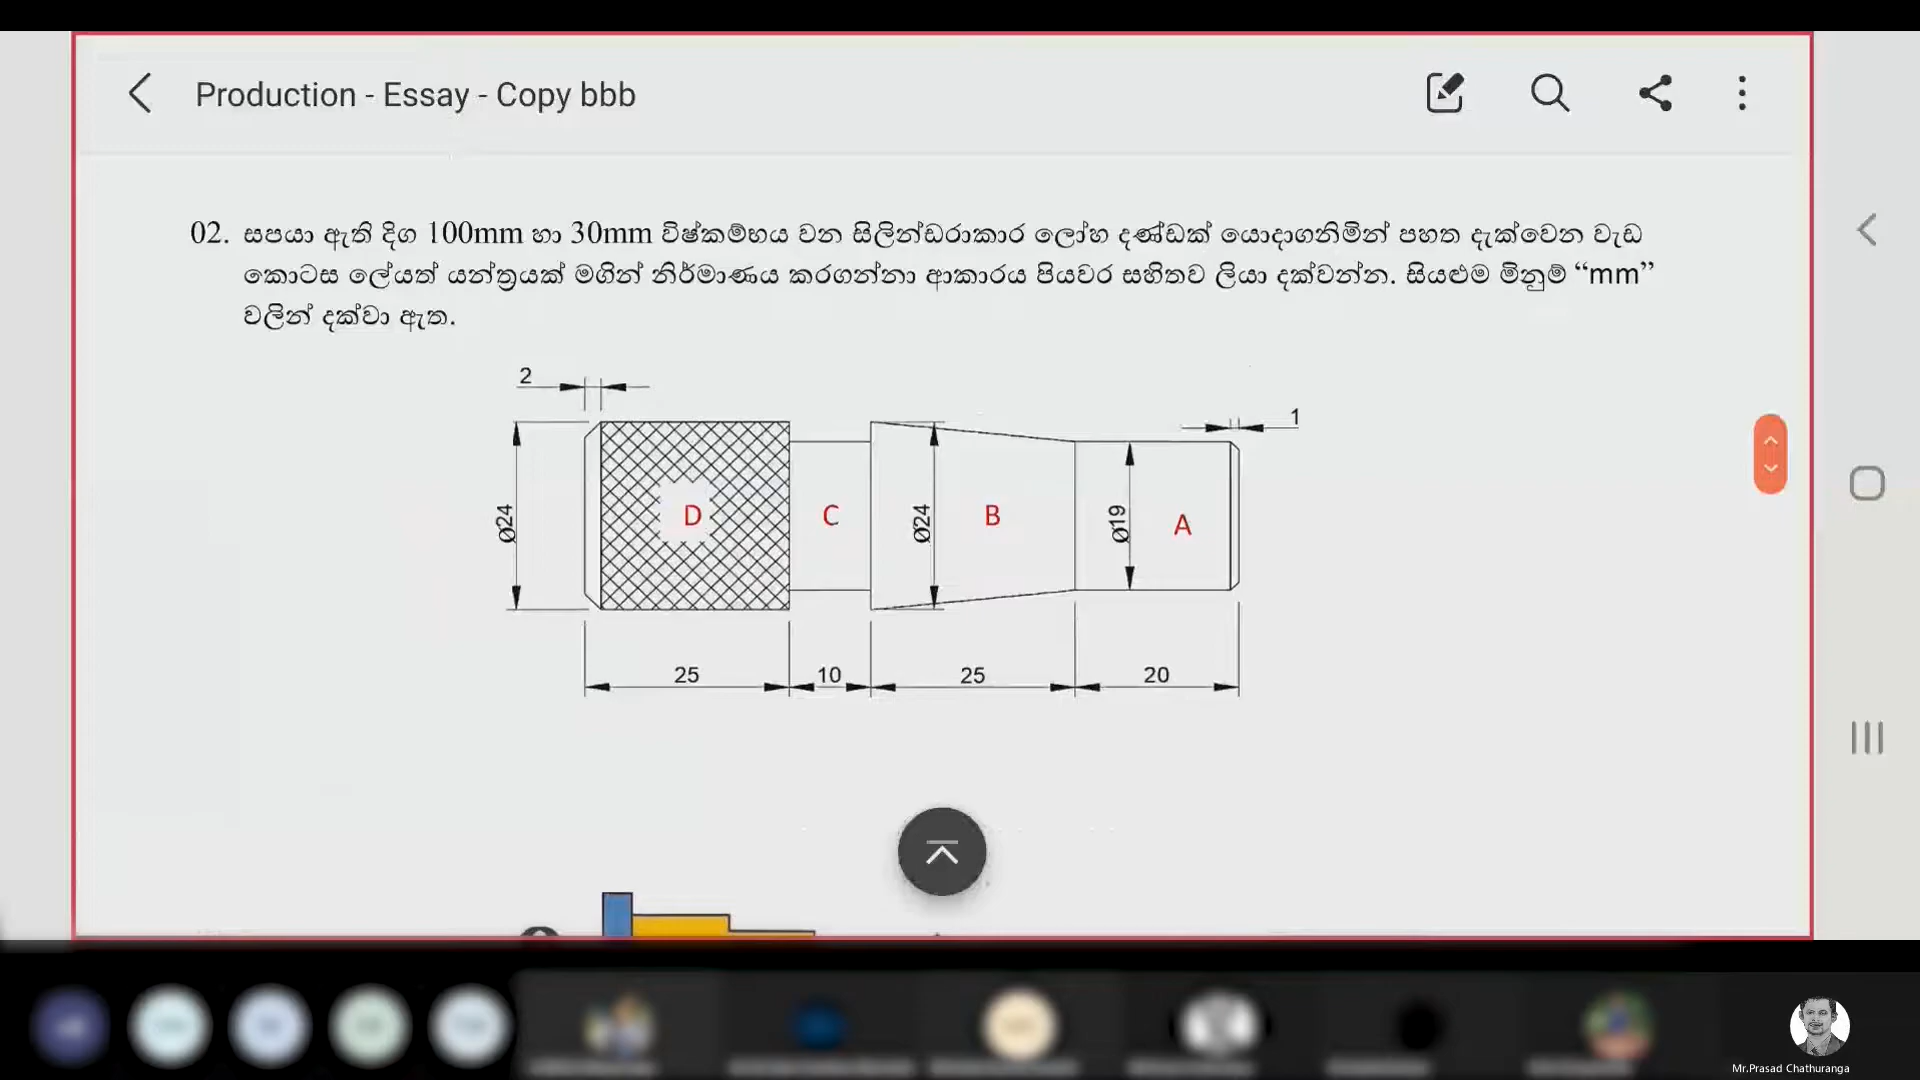 Production - Essay - Copy bbb
02. සපයා ඇති දිග 100mm හා 30mm විෂ්කම්භය වන සිලින්ඩරාකාර ලෝහ දණ්ඩක් යොදාගනිමින් පහත දැක්වෙන වැඩ
කොටස ලේයත් යන්ත්‍රයක් මගින් නිර්මාණය කරගන්නා ආකාරය පියවර සහිතව ලියා දක්වන්න. සියළුම මිනුම් “mm”
වලින් දක්වා ඇත.
2
1
Ø24
D
C
Ø24
B
Ø19
A
25
10
25
20
Mr.Prasad Chathuranga